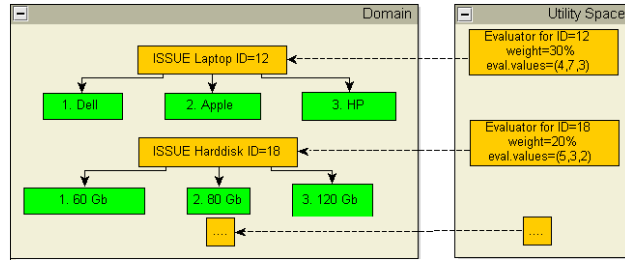 Domain
ISSUE Laptop ID=12
1. Dell
2. Apple
3. HP
ISSUE Harddisk ID=18
1. 60 Gb
2. 80 Gb
3. 120 Gb
....
Utility Space
Evaluator for ID=12
weight=30%
eval.values=(4,7,3)
Evaluator for ID=18
weight=20%
eval.values=(5,3,2)
....